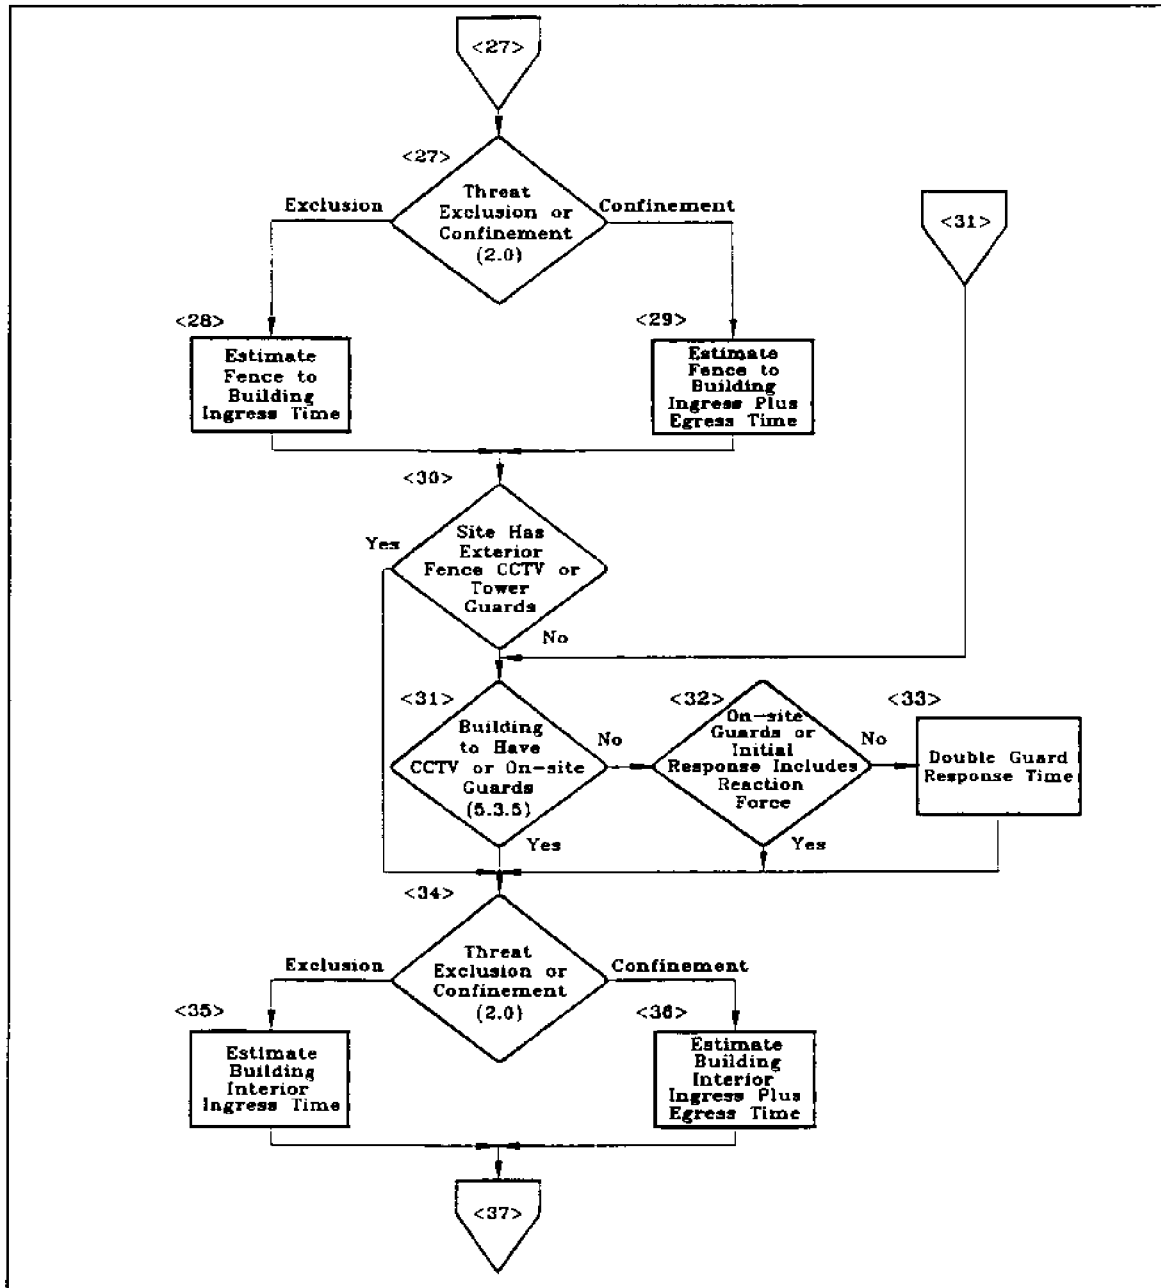 <27>
<27>
Threat
Exclusion or
Confinement
(2.0)
Exclusion
Confinement
<31>
<28>
Estimate
Fence to
Building
Ingress Time
<29>
Estimate
Fence to
Building
Ingress Plus
Egress Time
<30>
Site Has
Exterior
Fence CCTV or
Tower
Guards
Yes
No
<31>
Building
to Have
CCTV or On-site
Guards
(5.3.5)
No
Yes
<32>
On-site
Guards or
Initial
Response Includes
Reaction
Force
No
Yes
<33>
Double Guard
Response Time
<34>
Threat
Exclusion or
Confinement
(2.0)
Exclusion
Confinement
<35>
Estimate
Building
Interior
Ingress Time
<36>
Estimate
Building
Interior
Ingress Plus
Egress Time
<37>